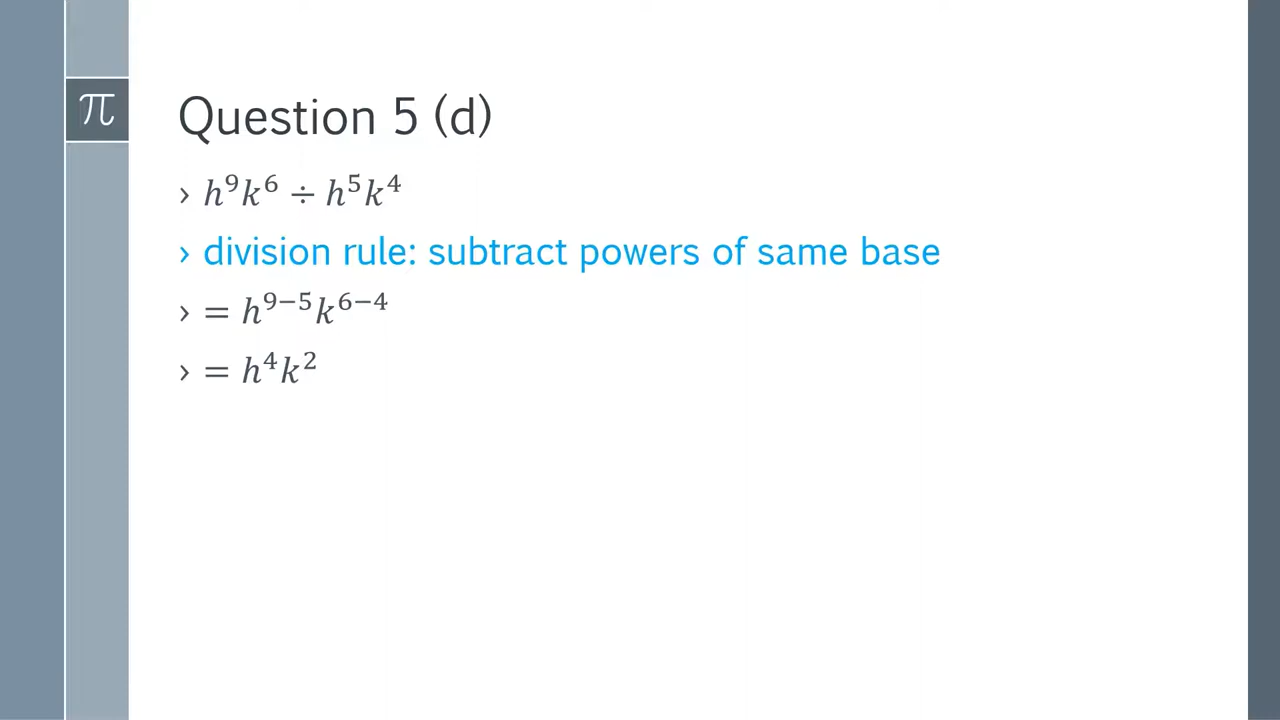 π
Question 5 (d)
› h⁹k⁶ ÷ h⁵k⁴
› division rule: subtract powers of same base
› = h⁹⁻⁵k⁶⁻⁴
› = h⁴k²